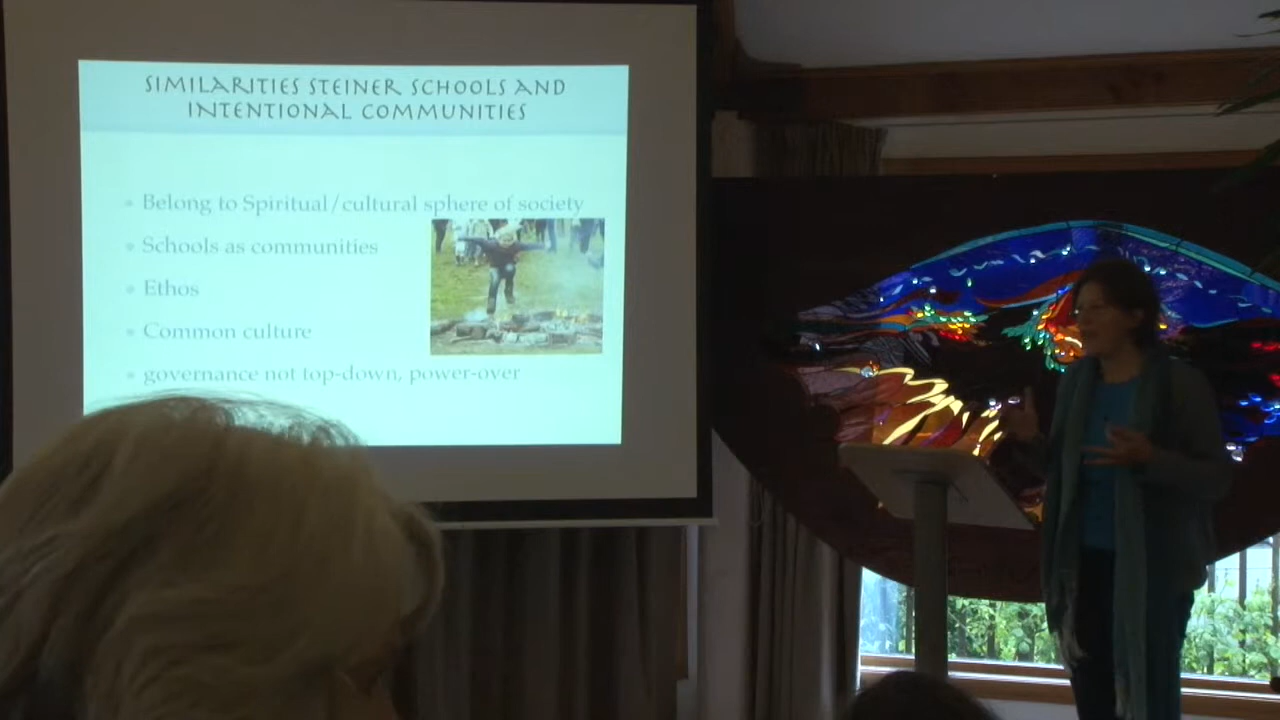 SIMILARITIES STEINER SCHOOLS AND
INTENTIONAL COMMUNITIES
Belong to Spiritual/cultural sphere of society
Schools as communities
Ethos
Common culture
governance not top-down, power-over